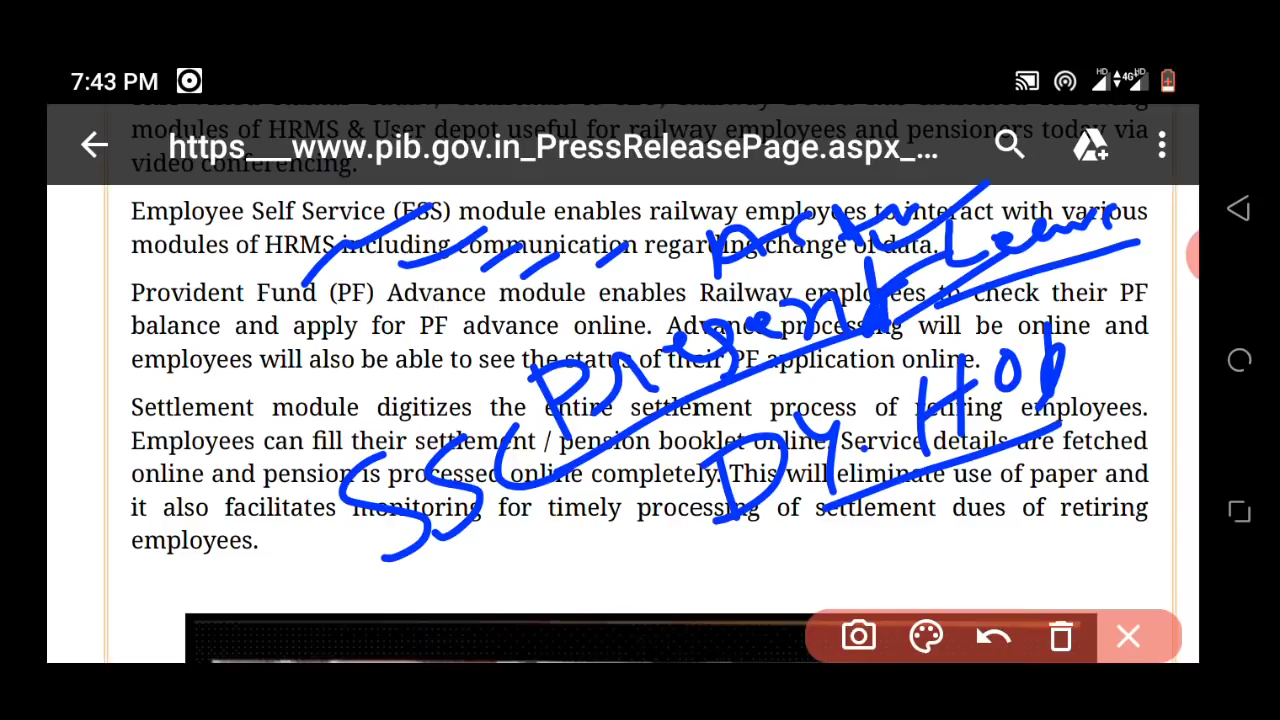 7:43 PM
HD 4G HD
modules of HRMS & User depot useful for railway employees and pensioners today via
https___www.pib.gov.in_PressReleasePage.aspx_...
video conferencing.
Employee Self Service (ESS) module enables railway employees to interact with various
modules of HRMS including communication regarding change of data.
Provident Fund (PF) Advance module enables Railway employees to check their PF
balance and apply for PF advance online. Advance processing will be online and
employees will also be able to see the status of their PF application online.
Settlement module digitizes the entire settlement process of retiring employees.
Employees can fill their settlement / pension booklet online. Service details are fetched
online and pension is processed online completely. This will eliminate use of paper and
it also facilitates monitoring for timely processing of settlement dues of retiring
employees.
Present
SSC
DY. HOD